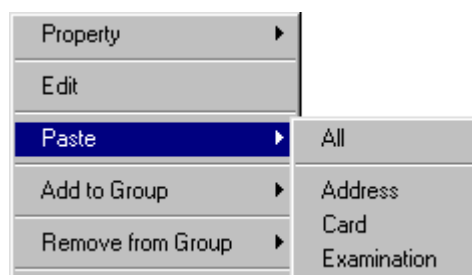 Property
Edit
Paste
Add to Group
Remove from Group
All
Address
Card
Examination